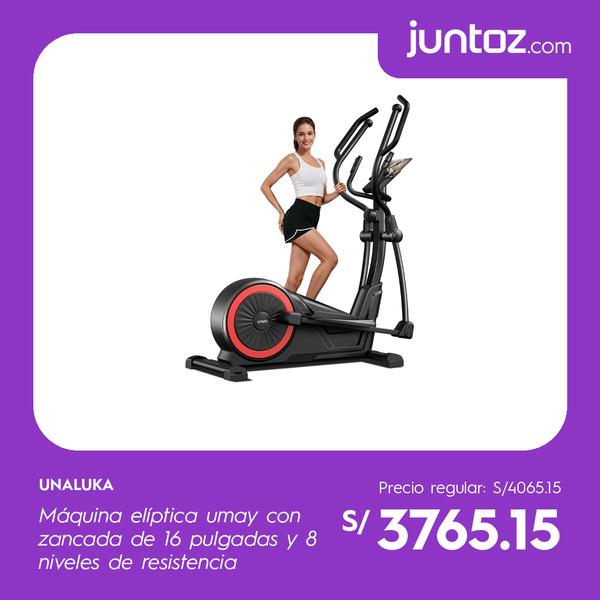 juntoz.com
UMAY
UNALUKA
Máquina elíptica umay con
zancada de 16 pulgadas y 8
niveles de resistencia
Precio regular: S/4065.15
S/ 3765.15